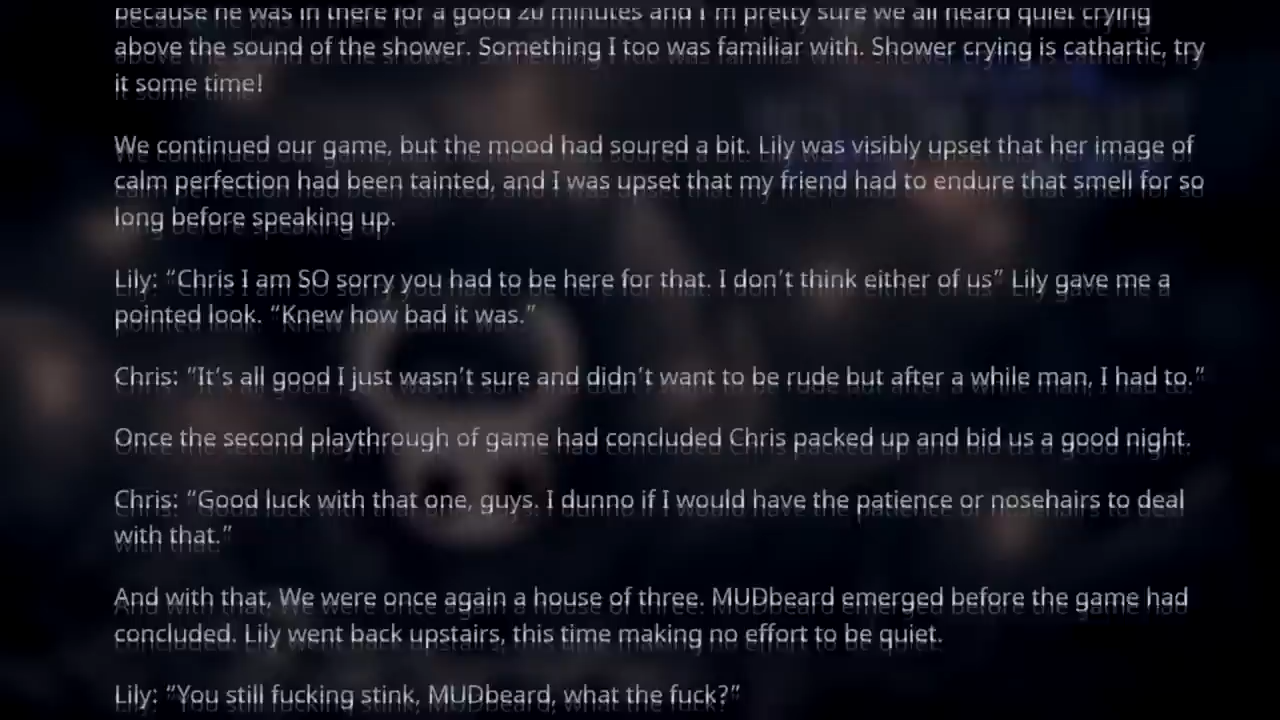 because he was in there for a good 20 minutes and I'm pretty sure we all heard quiet crying
above the sound of the shower. Something I too was familiar with. Shower crying is cathartic, try
it some time!
We continued our game, but the mood had soured a bit. Lily was visibly upset that her image of
calm perfection had been tainted, and I was upset that my friend had to endure that smell for so
long before speaking up.
Lily: “Chris I am SO sorry you had to be here for that. I don’t think either of us” Lily gave me a
pointed look. “Knew how bad it was.”
Chris: “It’s all good I just wasn’t sure and didn’t want to be rude but after a while man, I had to.”
Once the second playthrough of game had concluded Chris packed up and bid us a good night.
Chris: “Good luck with that one, guys. I dunno if I would have the patience or nosehairs to deal
with that.”
And with that, We were once again a house of three. MUDbeard emerged before the game had
concluded. Lily went back upstairs, this time making no effort to be quiet.
Lily: “You still fucking stink, MUDbeard, what the fuck?”